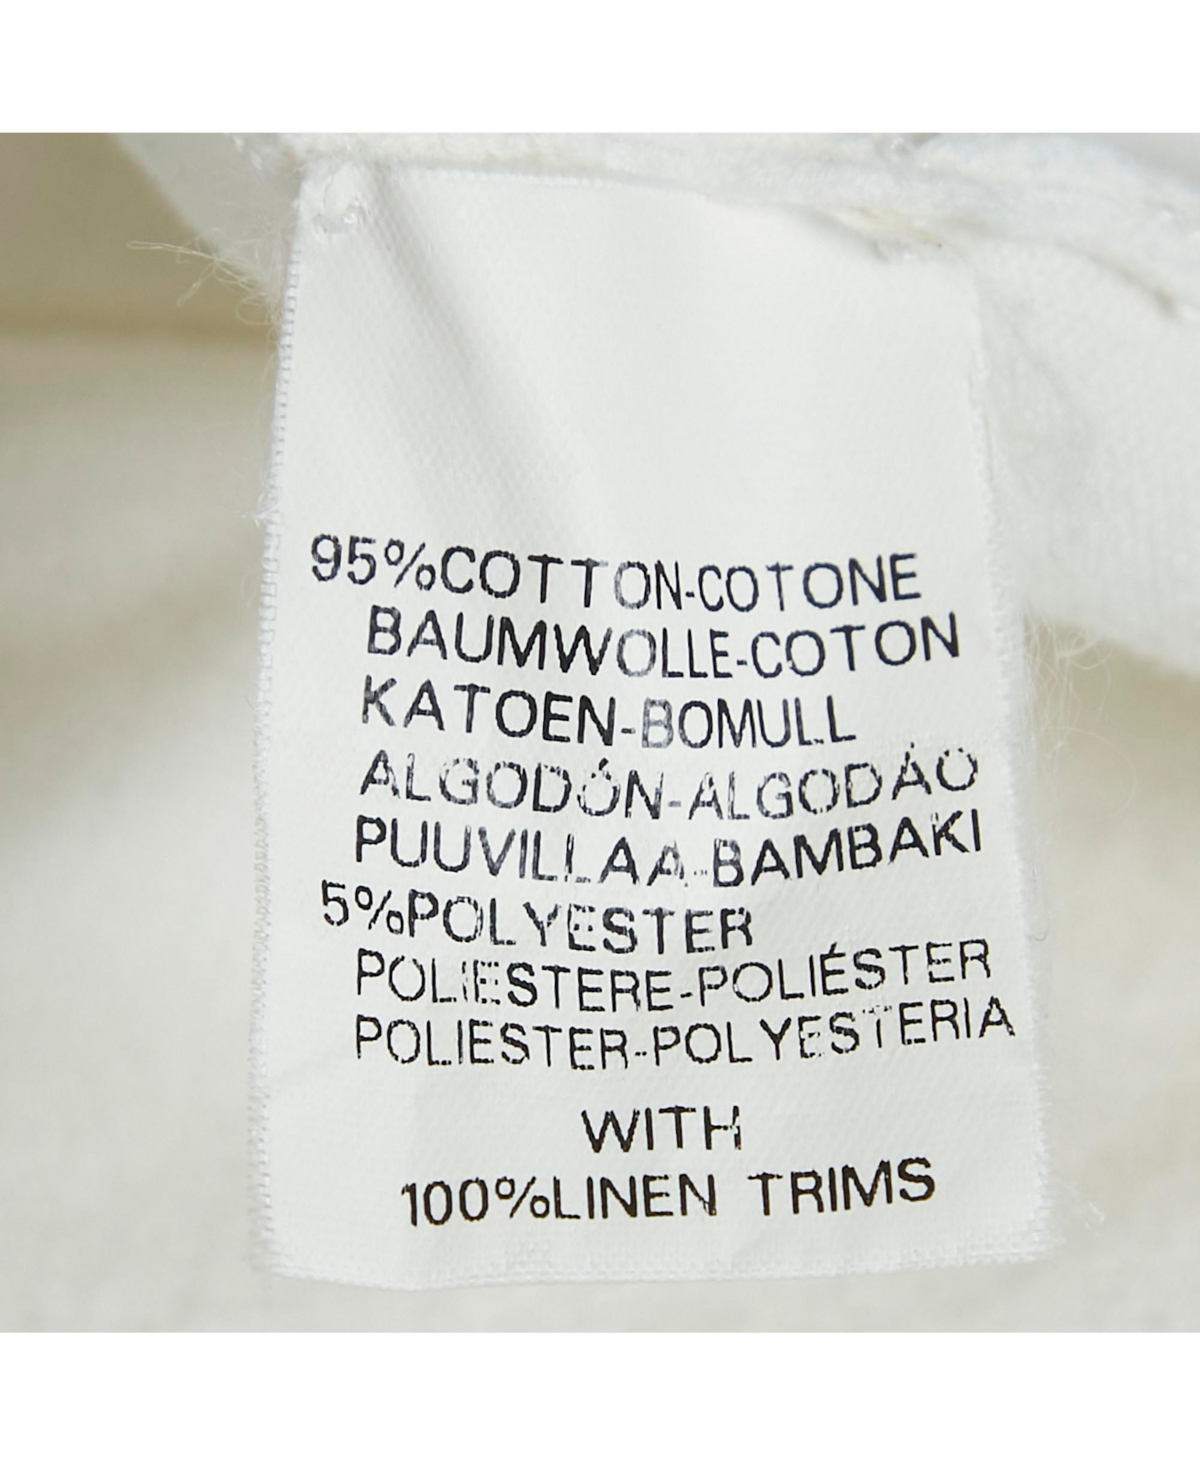 95%COTTON-COTONE
BAUMWOLLE-COTON
KATOEN-BOMULL
ALGODÓN-ALGODÁO
PUUVILLAA-BAMBAKI
5%POLYESTER
POLIESTERE-POLIÉSTER
POLIESTER-POLYESTERIA
WITH
100%LINEN TRIMS